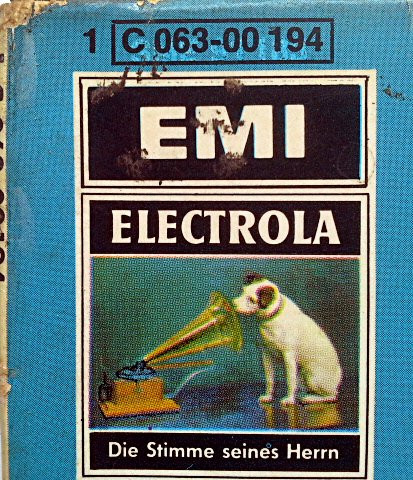 1 C 063-00 194
EMI
ELECTROLA
Die Stimme seines Herrn